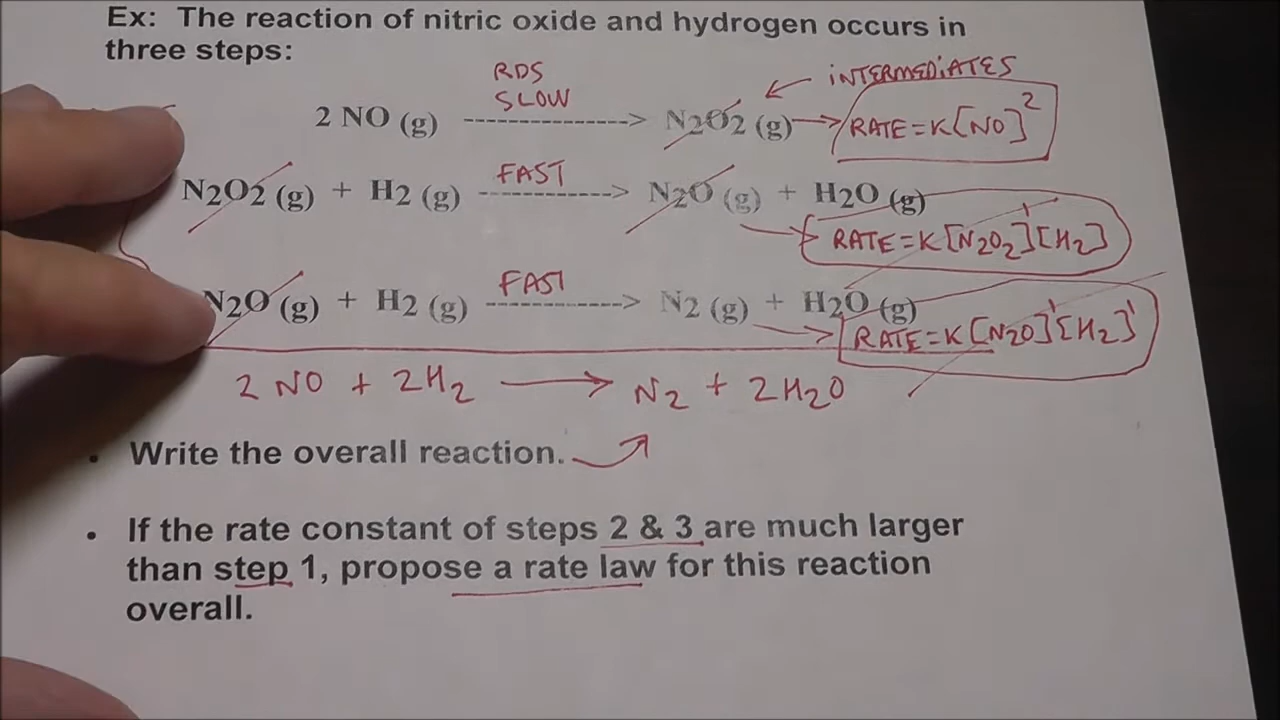 Ex: The reaction of nitric oxide and hydrogen occurs in
three steps:
RDS
SLOW
INTERMEDIATES
2 NO (g) --------------------> N2O2 (g) RATE=K[NO]²
FAST
N2O2 (g) + H2 (g) --------------> N2O (g) + H2O (g)
RATE=K[N2O2]¹[H2]
FAST
N2O (g) + H2 (g) --------------> N2 (g) + H2O (g)
RATE=K[N2O]¹[H2]¹
2 NO + 2H2 → N2 + 2H2O
• Write the overall reaction.
• If the rate constant of steps 2 & 3 are much larger
than step 1, propose a rate law for this reaction
overall.